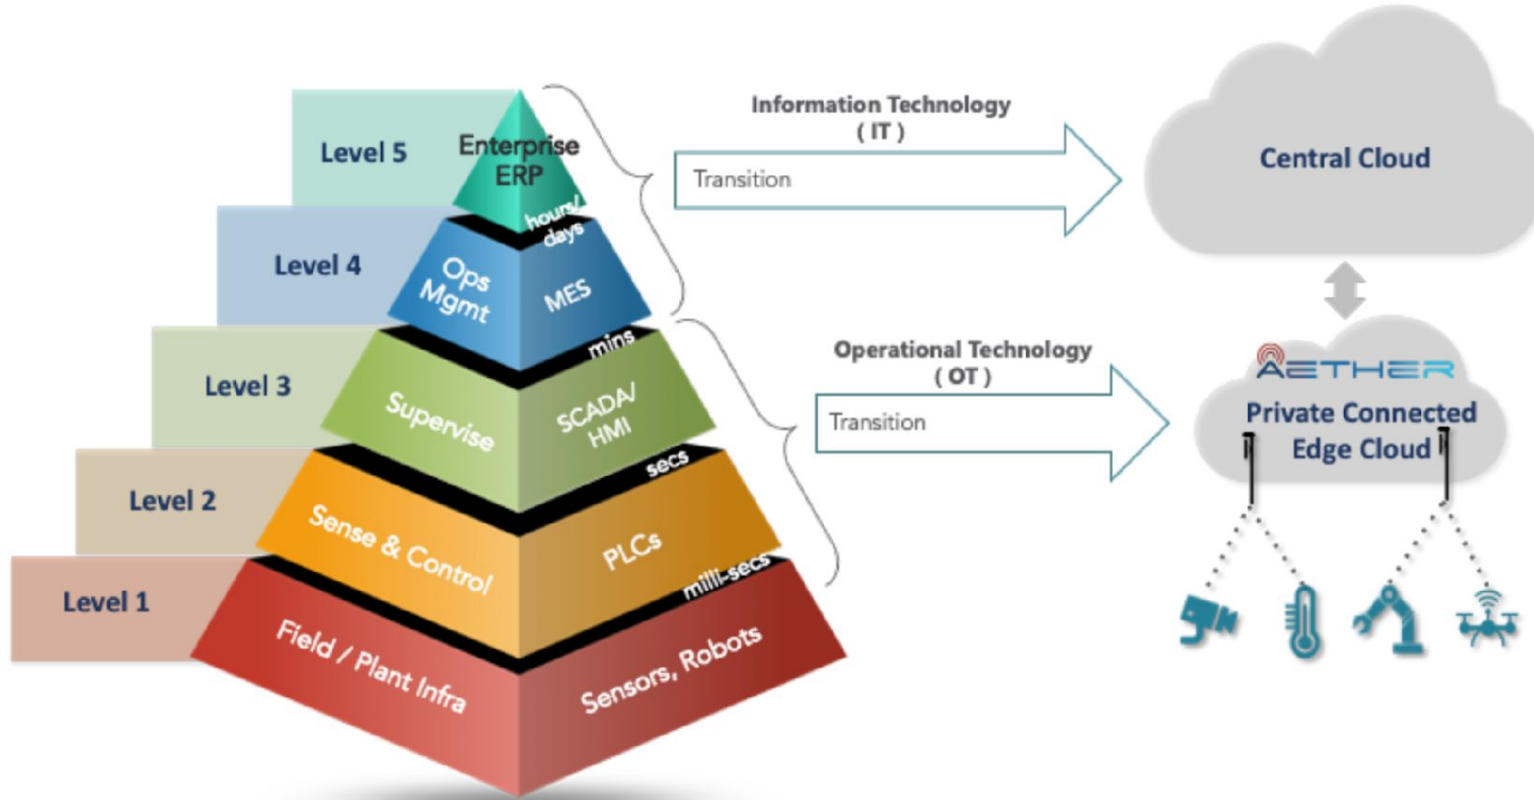 Level 5
Enterprise
ERP
hours/
days
Level 4
Ops
Mgmt
MES
mins
Level 3
Supervise
SCADA/
HMI
secs
Level 2
Sense & Control
PLCs
milli-secs
Level 1
Field / Plant Infra
Sensors, Robots
Information Technology
( IT )
Transition
Central Cloud
Operational Technology
( OT )
Transition
AETHER
Private Connected
Edge Cloud